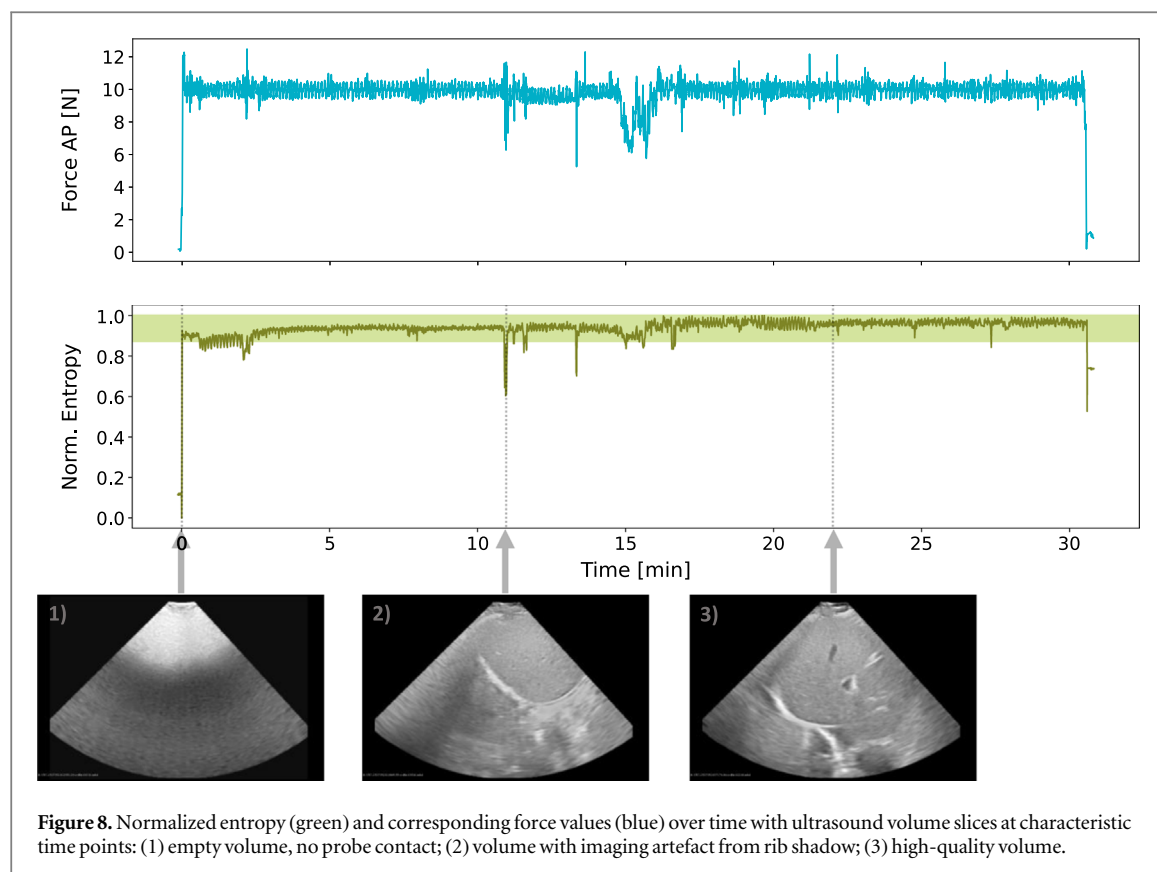 12
10
8
6
4
2
0
Force AP [N]
1.0
0.8
0.6
0.4
0.2
0.0
Norm. Entropy
0 5 10 15 20 25 30
Time [min]
1) 2) 3)
Figure 8. Normalized entropy (green) and corresponding force values (blue) over time with ultrasound volume slices at characteristic
time points: (1) empty volume, no probe contact; (2) volume with imaging artefact from rib shadow; (3) high-quality volume.